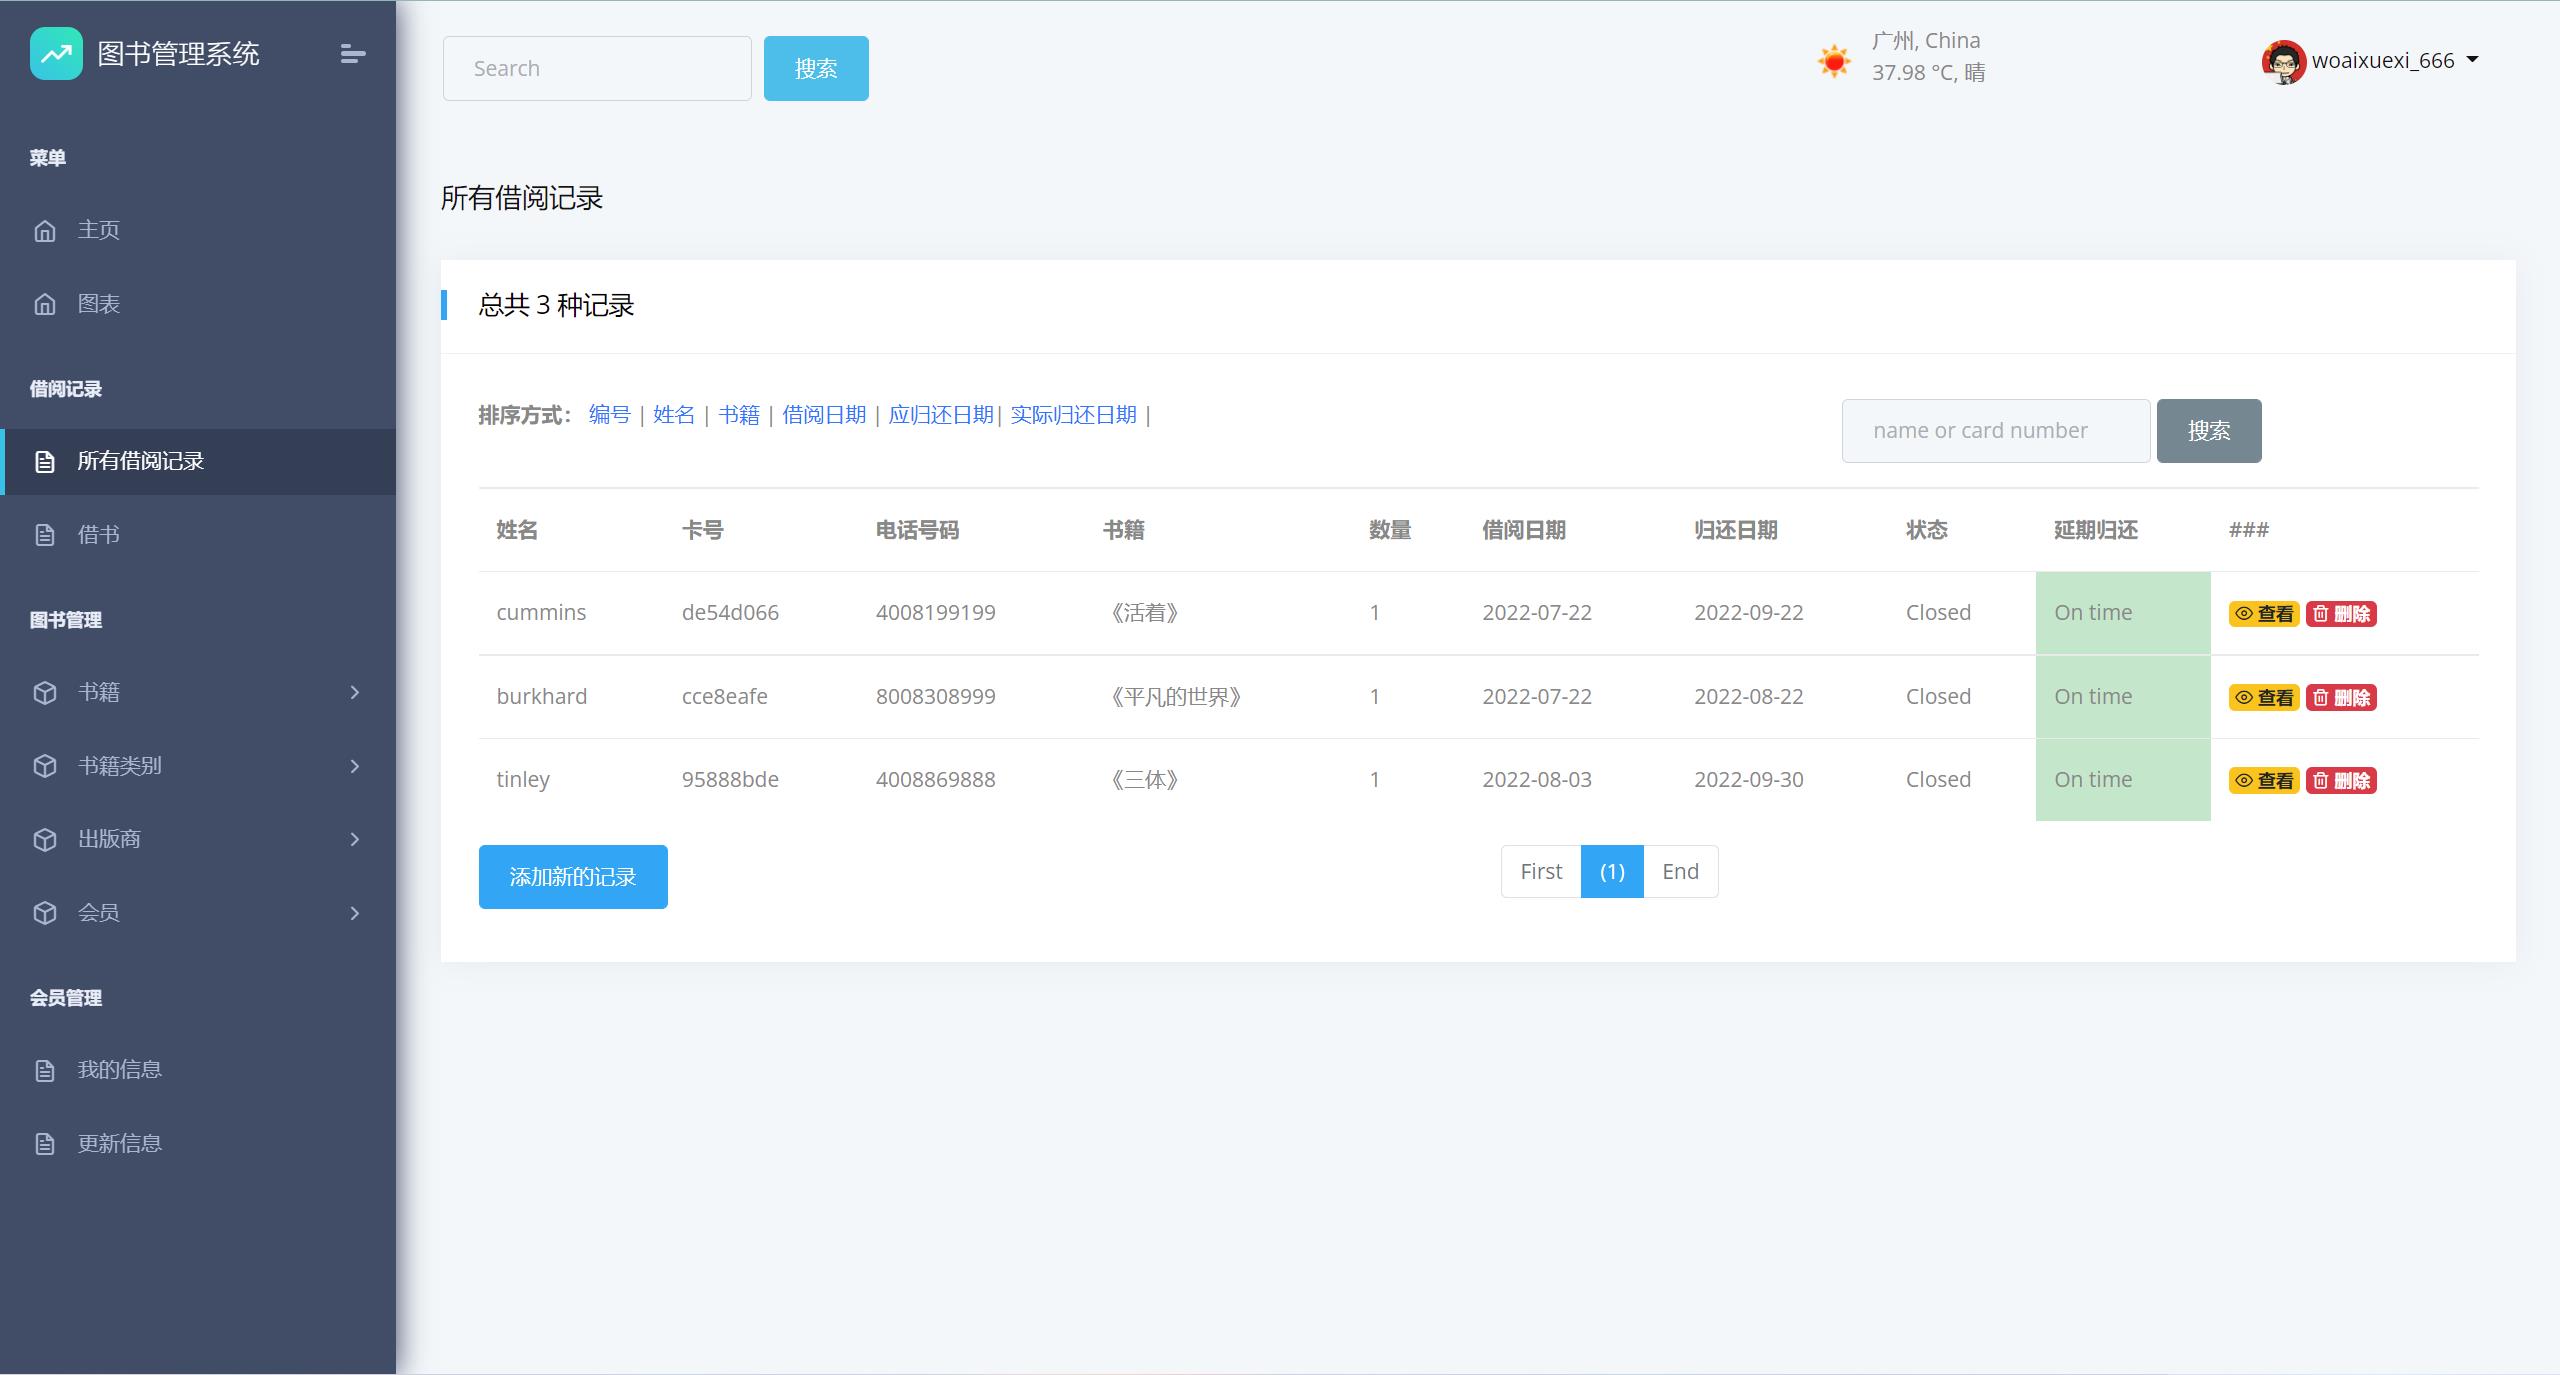 图书管理系统
菜单
主页
图表
借阅记录
所有借阅记录
借书
图书管理
书籍
书籍类别
出版商
会员
会员管理
我的信息
更新信息
Search 搜索
广州, China
37.98 °C, 晴
woaixuexi_666
所有借阅记录
总共 3 种记录
排序方式： 编号 | 姓名 | 书籍 | 借阅日期 | 应归还日期| 实际归还日期 |
name or card number 搜索
姓名 卡号 电话号码 书籍 数量 借阅日期 归还日期 状态 延期归还 ###
cummins de54d066 4008199199 《活着》 1 2022-07-22 2022-09-22 Closed On time 查看 删除
burkhard cce8eafe 8008308999 《平凡的世界》 1 2022-07-22 2022-08-22 Closed On time 查看 删除
tinley 95888bde 4008869888 《三体》 1 2022-08-03 2022-09-30 Closed On time 查看 删除
添加新的记录
First (1) End